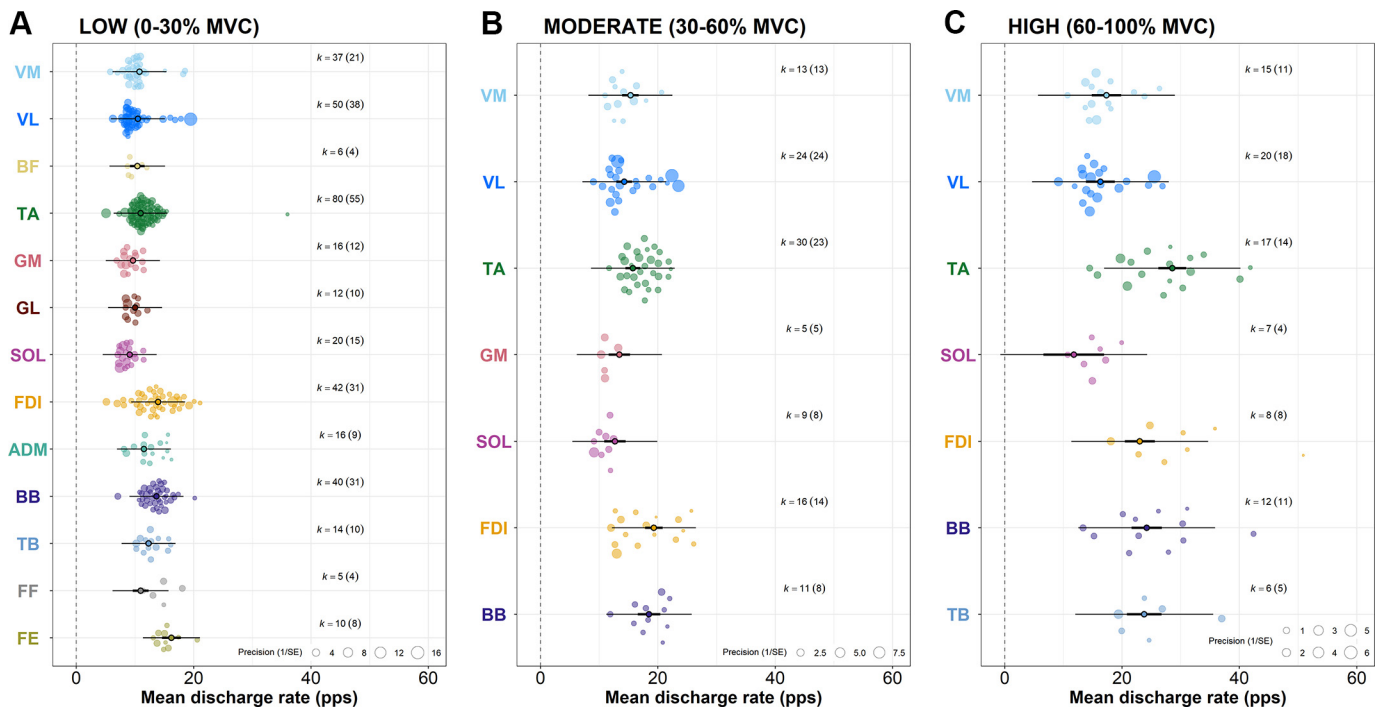 A LOW (0-30% MVC)
VM k = 37 (21)
VL k = 50 (38)
BF k = 6 (4)
TA k = 80 (55)
GM k = 16 (12)
GL k = 12 (10)
SOL k = 20 (15)
FDI k = 42 (31)
ADM k = 16 (9)
BB k = 40 (31)
TB k = 14 (10)
FF k = 5 (4)
FE k = 10 (8)
Precision (1/SE) 4 8 12 16
0 20 40 60
Mean discharge rate (pps)
B MODERATE (30-60% MVC)
VM k = 13 (13)
VL k = 24 (24)
TA k = 30 (23)
GM k = 5 (5)
SOL k = 9 (8)
FDI k = 16 (14)
BB k = 11 (8)
Precision (1/SE) 2.5 5.0 7.5
0 20 40 60
Mean discharge rate (pps)
C HIGH (60-100% MVC)
VM k = 15 (11)
VL k = 20 (18)
TA k = 17 (14)
SOL k = 7 (4)
FDI k = 8 (8)
BB k = 12 (11)
TB k = 6 (5)
Precision (1/SE) 1 3 5
2 4 6
0 20 40 60
Mean discharge rate (pps)